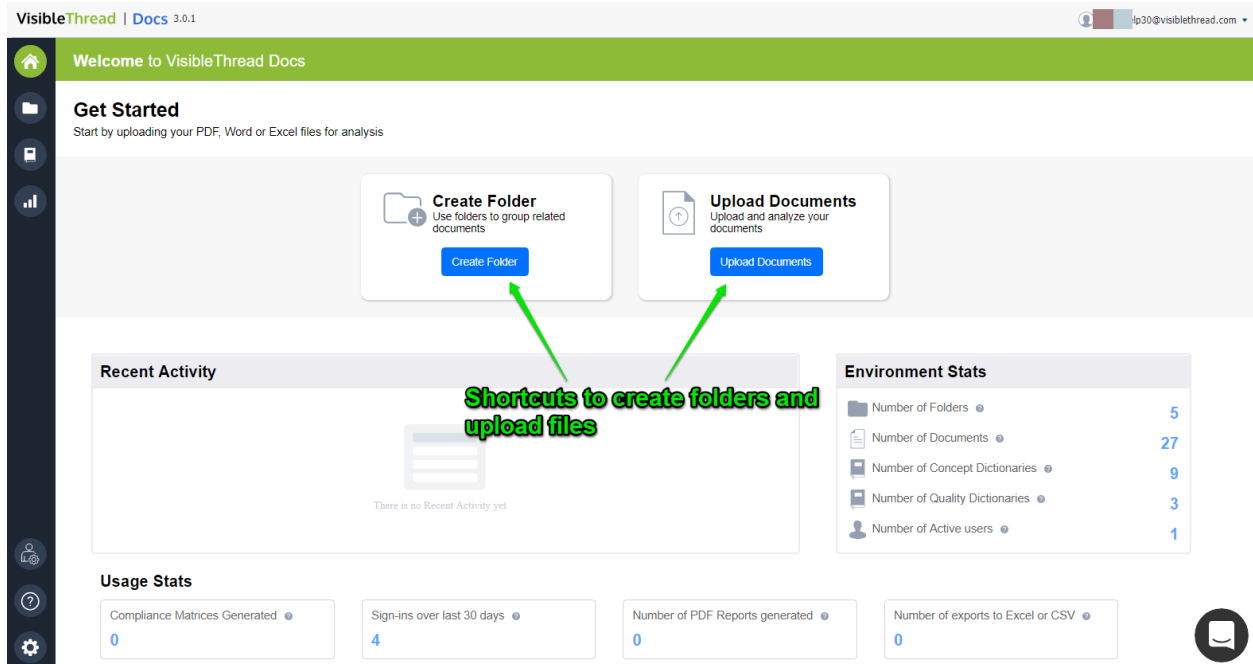 VisibleThread | Docs 3.0.1
lp30@visiblethread.com
Welcome to VisibleThread Docs
Get Started
Start by uploading your PDF, Word or Excel files for analysis
Create Folder
Use folders to group related
documents
Create Folder
Upload Documents
Upload and analyze your
documents
Upload Documents
Shortcuts to create folders and
upload files
Recent Activity
There is no Recent Activity yet
Environment Stats
Number of Folders ?
5
Number of Documents ?
27
Number of Concept Dictionaries ?
9
Number of Quality Dictionaries ?
3
Number of Active users ?
1
Usage Stats
Compliance Matrices Generated ?
0
Sign-ins over last 30 days ?
4
Number of PDF Reports generated ?
0
Number of exports to Excel or CSV ?
0
?